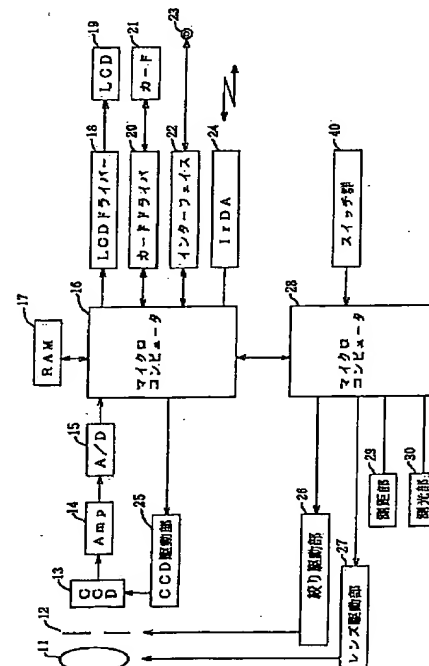 11
12
13
CCD
14
Amp
15
A/D
25
CCD駆動部
17
RAM
16
マイクロ
コンピュータ
18
LCDドライバー
19
LCD
20
カードドライバ
21
カード
22
インターフェイス
23
24
IrDA
26
絞り駆動部
27
レンズ駆動部
28
マイクロ
コンピュータ
29
測距部
30
測光部
40
スイッチ部